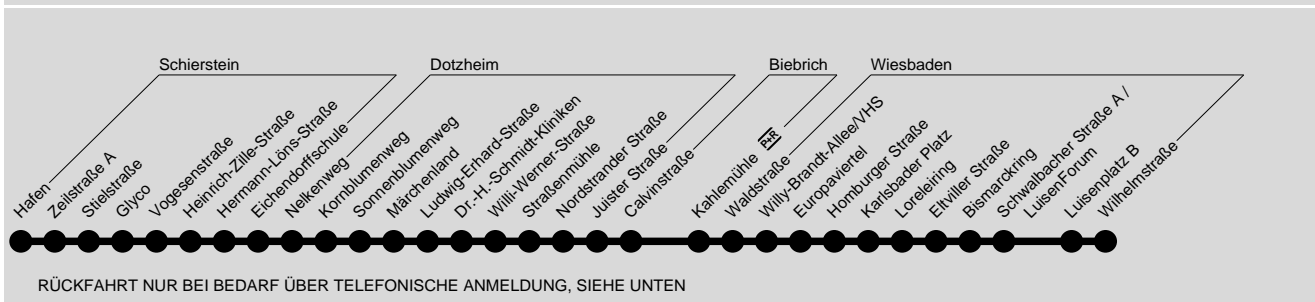 Schierstein
Dotzheim
Biebrich
Wiesbaden
Hafen
Zeilstraße A
Stielstraße
Glyco
Vogesenstraße
Heinrich-Zille-Straße
Hermann-Löns-Straße
Eichendorffschule
Nelkenweg
Kornblumenweg
Sonnenblumenweg
Märchenland
Ludwig-Erhard-Straße
Dr.-H.-Schmidt-Kliniken
Willi-Werner-Straße
Straßenmühle
Nordstrander Straße
Juister Straße
Calvinstraße
Kahlemühle P+R
Waldstraße
Willy-Brandt-Allee/VHS
Europaviertel
Homburger Straße
Karlsbader Platz
Loreleiring
Eltviller Straße
Bismarckring
Schwalbacher Straße A /
LuisenForum
Luisenplatz B
Wilhelmstraße
RÜCKFAHRT NUR BEI BEDARF ÜBER TELEFONISCHE ANMELDUNG, SIEHE UNTEN